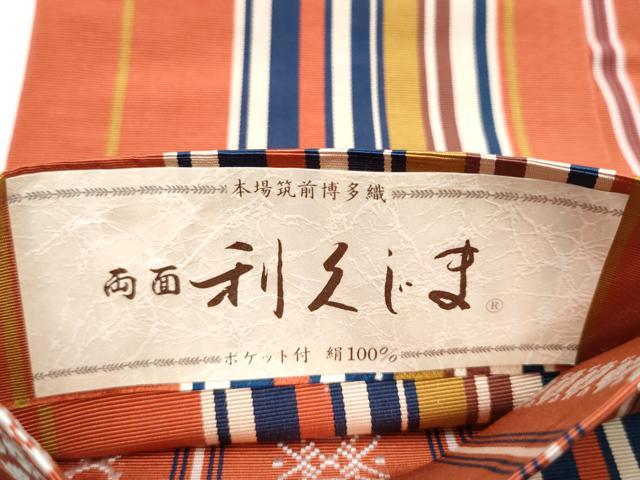 本場筑前博多織
両面 利久じま ®
ポケット付 絹100%